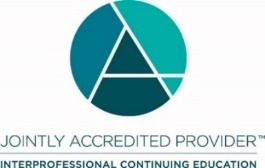 JOINTLY ACCREDITED PROVIDER™
INTERPROFESSIONAL CONTINUING EDUCATION